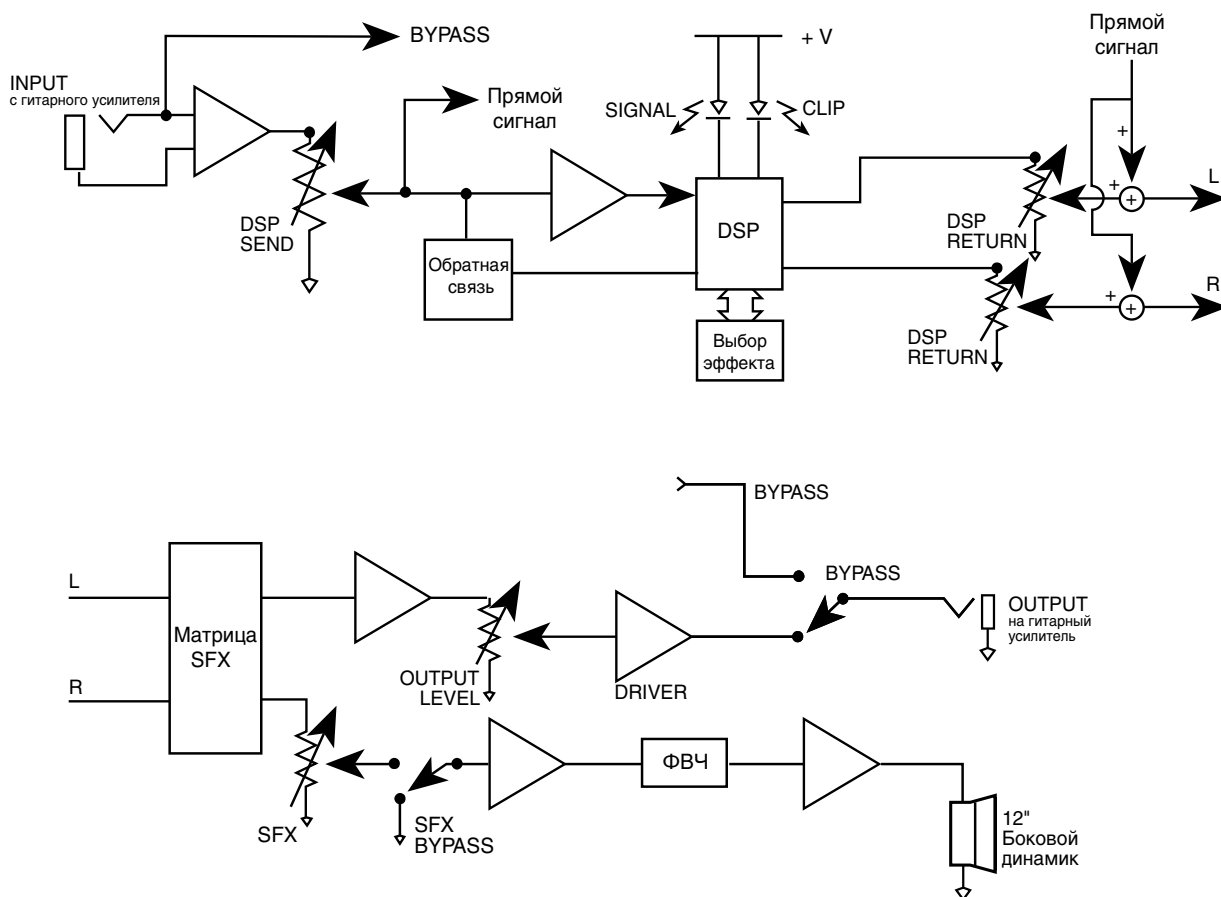 BYPASS
+ V
Прямой
сигнал
INPUT
с гитарного усилителя
Прямой
сигнал
SIGNAL
CLIP
+
DSP
SEND
DSP
DSP
RETURN
+
+
L
Обратная
связь
DSP
RETURN
+
+
R
Выбор
эффекта
BYPASS
L
BYPASS
OUTPUT
на гитарный
усилитель
Матрица
SFX
OUTPUT
LEVEL
DRIVER
R
ФВЧ
SFX
SFX
BYPASS
12"
Боковой
динамик